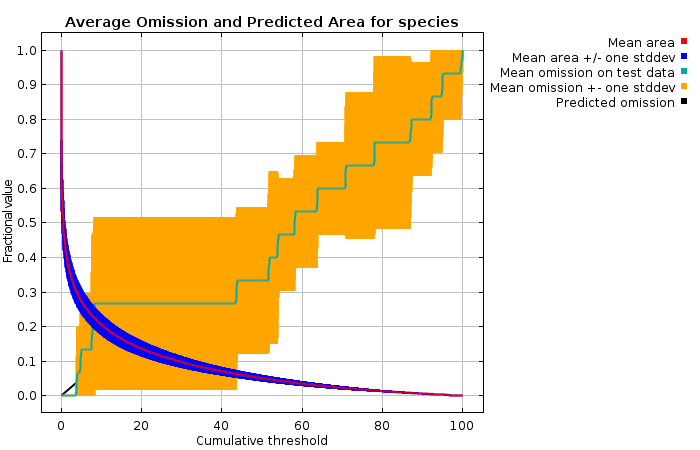 Average Omission and Predicted Area for species
Mean area
Mean area +/- one stddev
Mean omission on test data
Mean omission +- one stddev
Predicted omission
Fractional value
1.0
0.9
0.8
0.7
0.6
0.5
0.4
0.3
0.2
0.1
0.0
0 20 40 60 80 100
Cumulative threshold